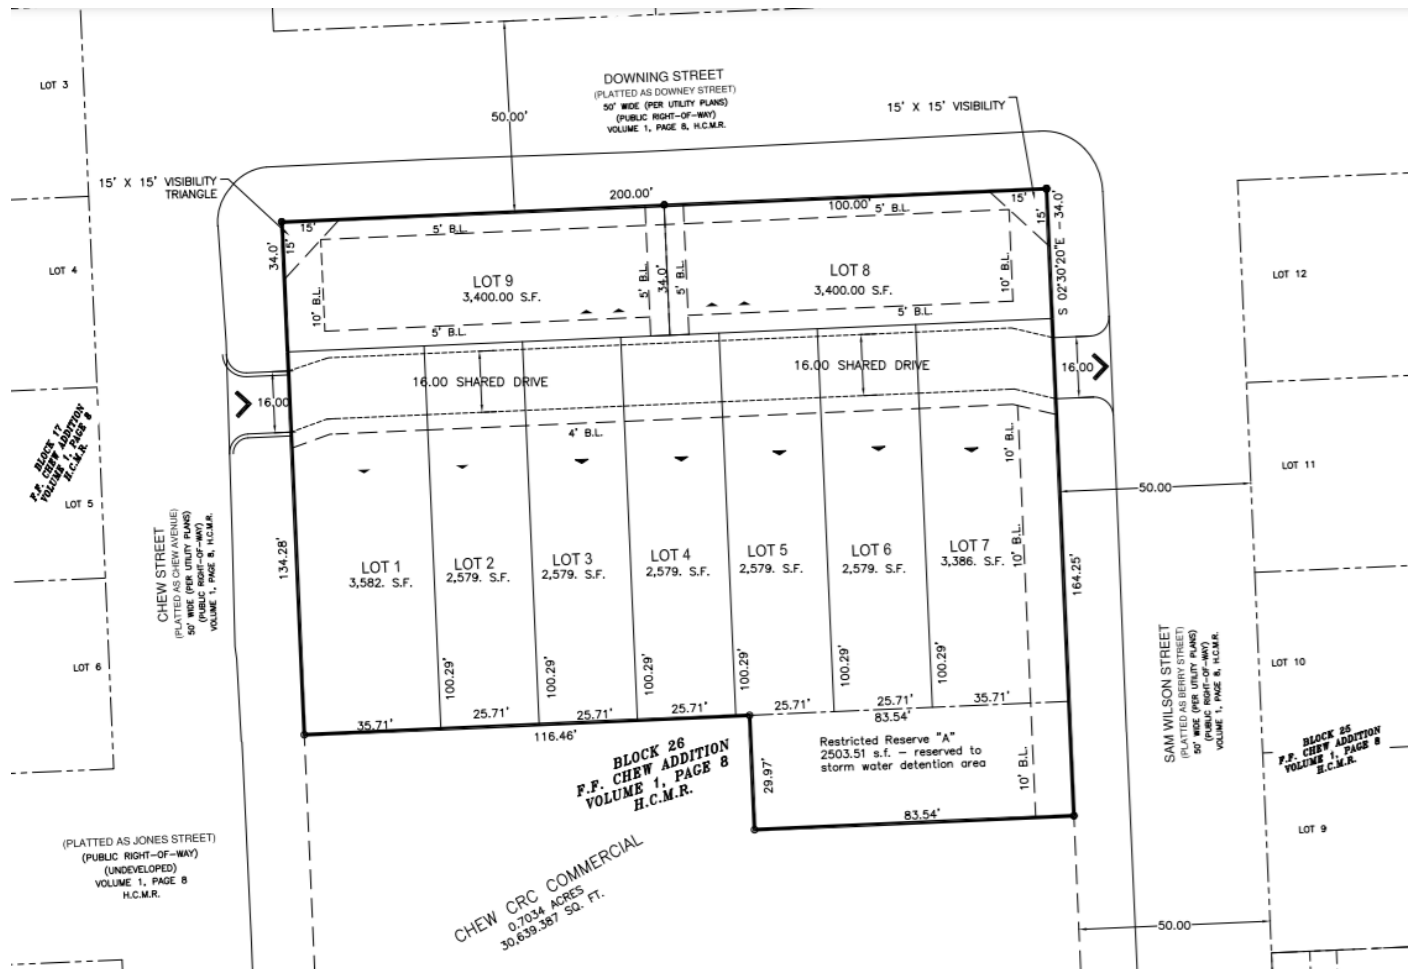 LOT 3
DOWNING STREET
(PLATTED AS DOWNEY STREET)
50' WIDE (PER UTILITY PLANS)
(PUBLIC RIGHT-OF-WAY)
VOLUME 1, PAGE 8, H.C.M.R.
50.00'
15' X 15' VISIBILITY
15' X 15' VISIBILITY
TRIANGLE
200.00'
100.00'
15'
15'
15'
15'
5' B.L.
5' B.L.
34.0'
S 02°30'20"E - 34.0'
LOT 4
LOT 9
3,400.00 S.F.
LOT 8
3,400.00 S.F.
LOT 12
10' B.L.
5' B.L.
34.0'
5' B.L.
10' B.L.
5' B.L.
5' B.L.
16.00 SHARED DRIVE
16.00 SHARED DRIVE
16.00
16.00
4' B.L.
BLOCK 17
F.F. CHEW ADDITION
VOLUME 1, PAGE 8
H.C.M.R.
LOT 5
10' B.L.
LOT 11
50.00
CHEW STREET
(PLATTED AS CHEW AVENUE)
50' WIDE (PER UTILITY PLANS)
(PUBLIC RIGHT-OF-WAY)
VOLUME 1, PAGE 8, H.C.M.R.
134.28'
LOT 1
3,582. S.F.
LOT 2
2,579. S.F.
LOT 3
2,579. S.F.
LOT 4
2,579. S.F.
LOT 5
2,579. S.F.
LOT 6
2,579. S.F.
LOT 7
3,386. S.F.
10' B.L.
164.25'
LOT 6
100.29'
100.29'
100.29'
100.29'
100.29'
100.29'
35.71'
25.71'
25.71'
25.71'
25.71'
25.71'
35.71'
116.46'
83.54'
SAM WILSON STREET
(PLATTED AS BERRY STREET)
50' WIDE (PER UTILITY PLANS)
(PUBLIC RIGHT-OF-WAY)
VOLUME 1, PAGE 8, H.C.M.R.
LOT 10
BLOCK 26
F.F. CHEW ADDITION
VOLUME 1, PAGE 8
H.C.M.R.
29.97'
Restricted Reserve "A"
2503.51 s.f. - reserved to
storm water detention area
10' B.L.
83.54'
BLOCK 25
F.F. CHEW ADDITION
VOLUME 1, PAGE 8
H.C.M.R.
LOT 9
(PLATTED AS JONES STREET)
(PUBLIC RIGHT-OF-WAY)
(UNDEVELOPED)
VOLUME 1, PAGE 8
H.C.M.R.
CHEW CRC COMMERCIAL
0.7034 ACRES
30,639.387 SQ. FT.
50.00